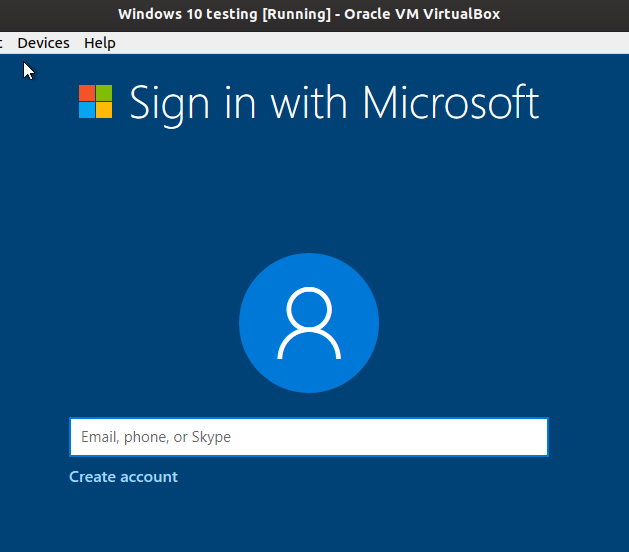 Windows 10 testing [Running] - Oracle VM VirtualBox
Devices Help
Sign in with Microsoft
Email, phone, or Skype
Create account